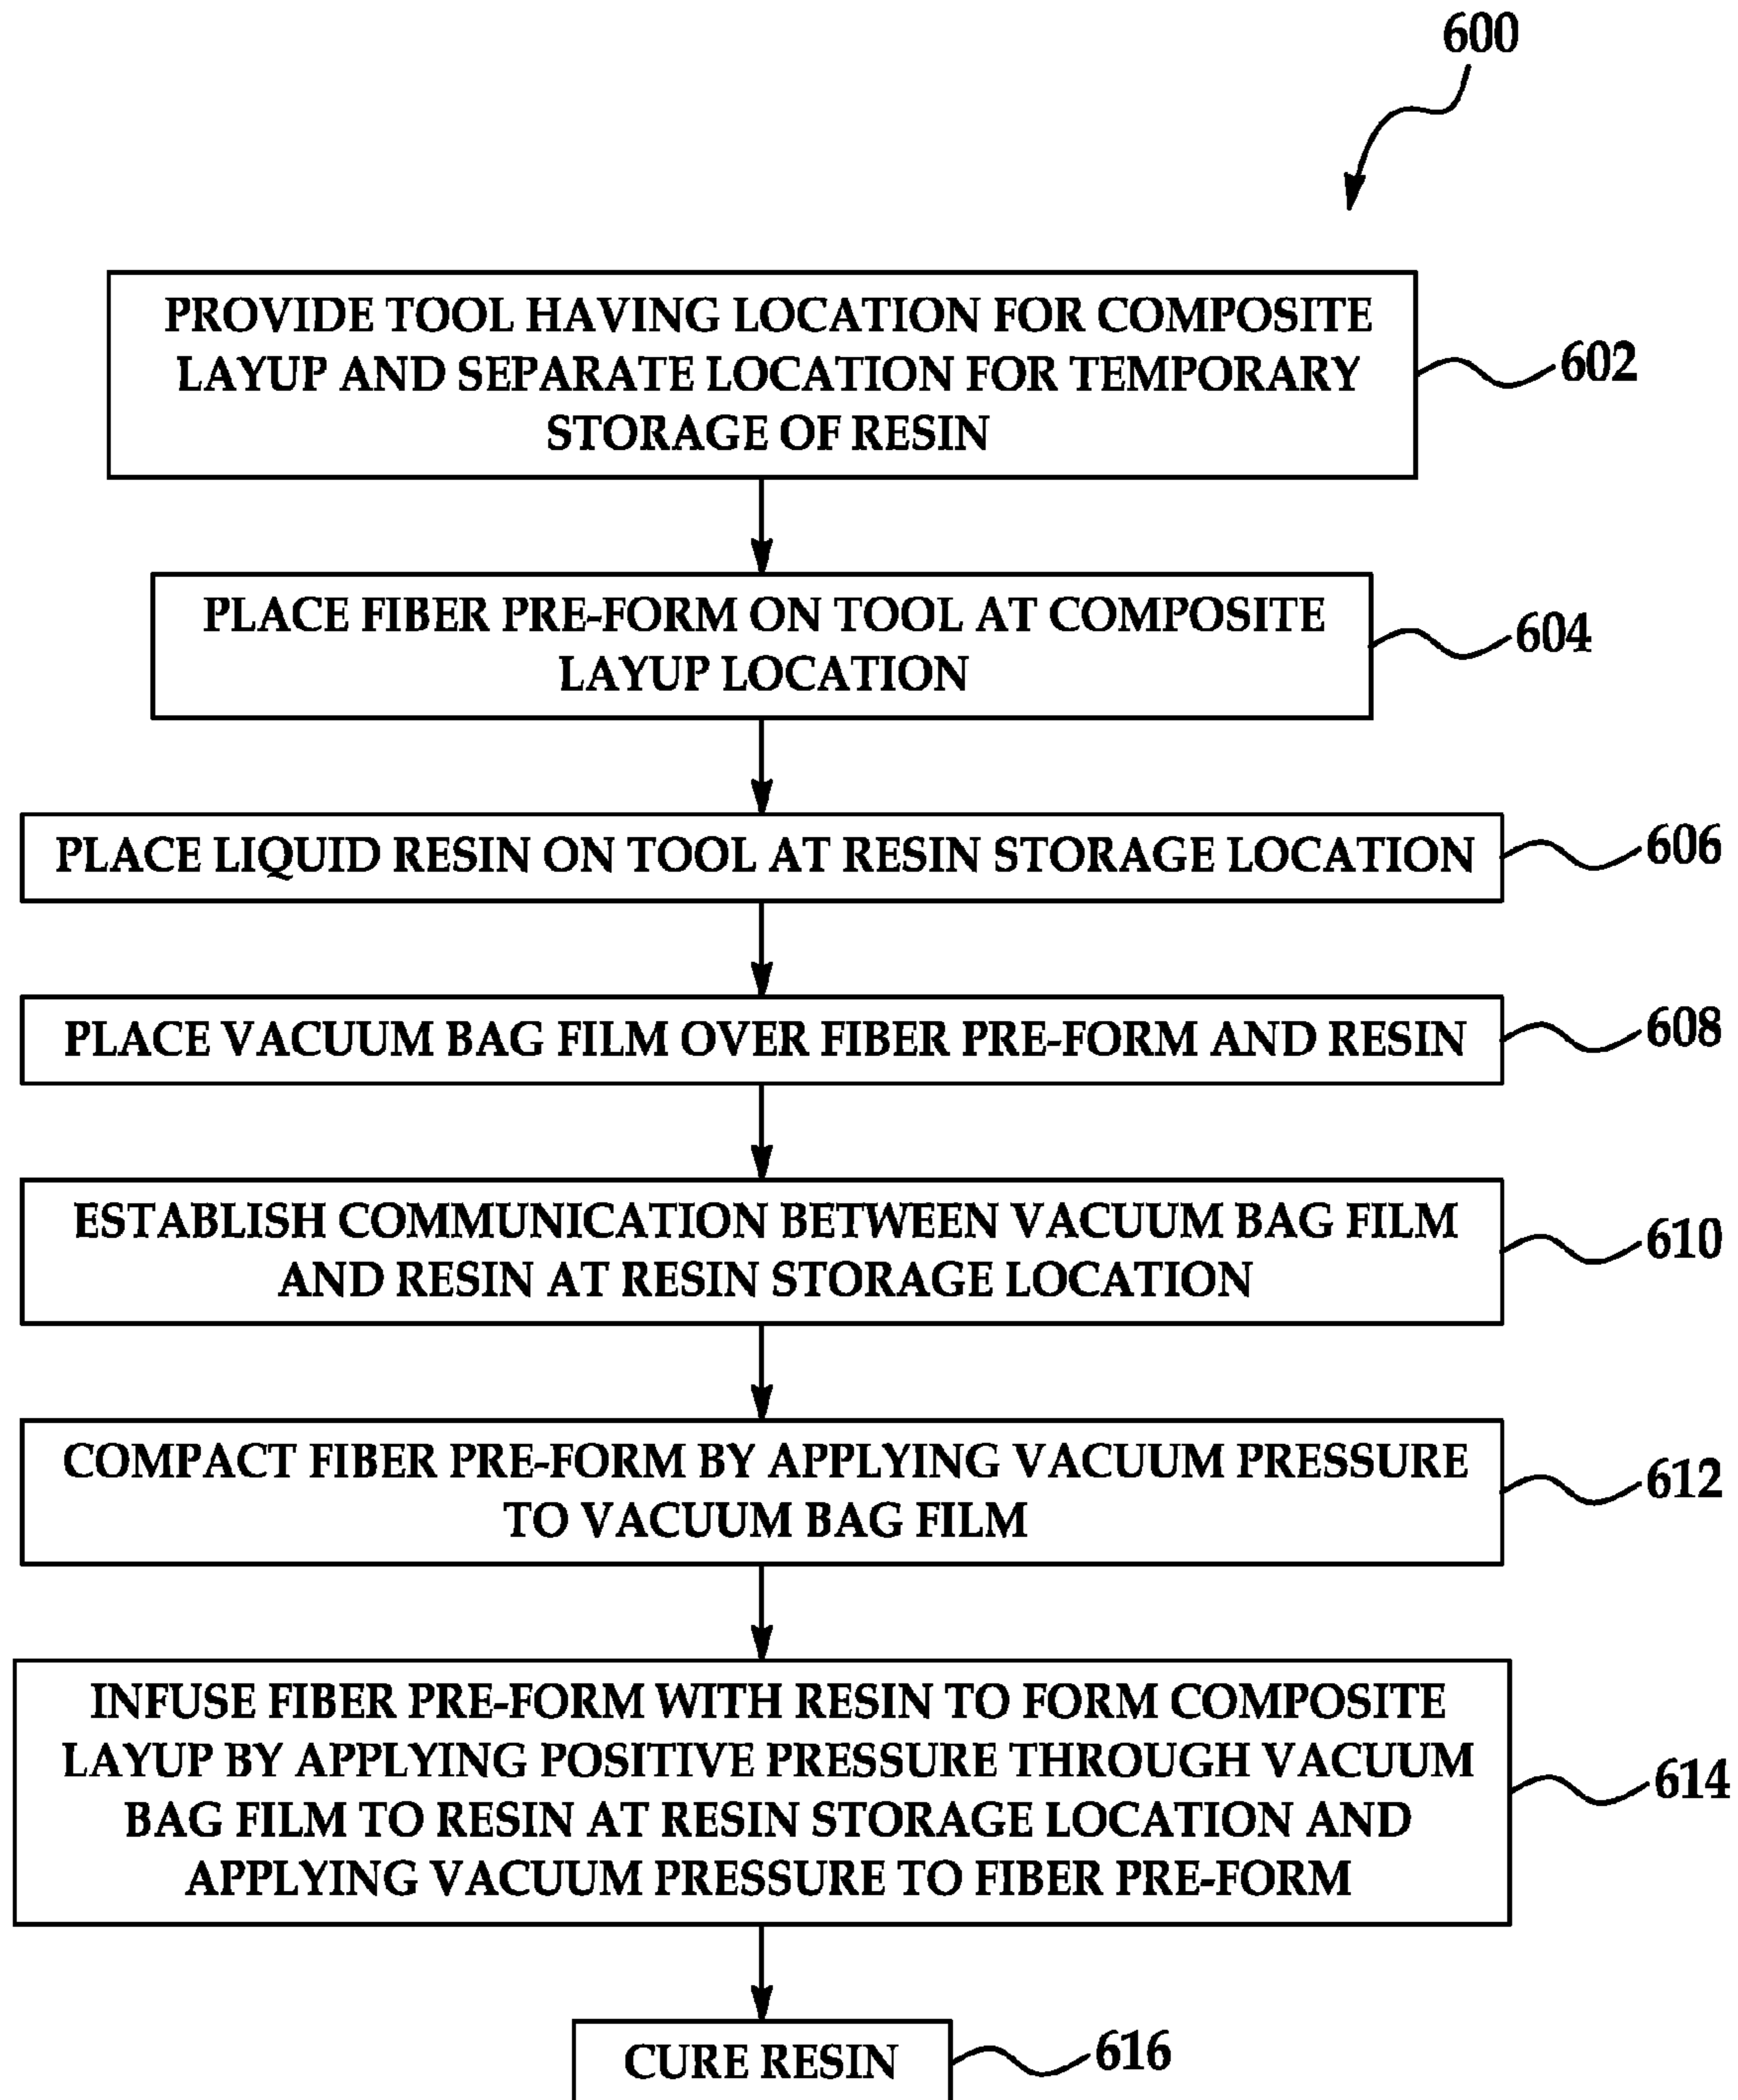 600
PROVIDE TOOL HAVING LOCATION FOR COMPOSITE
LAYUP AND SEPARATE LOCATION FOR TEMPORARY
STORAGE OF RESIN
602
PLACE FIBER PRE-FORM ON TOOL AT COMPOSITE
LAYUP LOCATION
604
PLACE LIQUID RESIN ON TOOL AT RESIN STORAGE LOCATION
606
PLACE VACUUM BAG FILM OVER FIBER PRE-FORM AND RESIN
608
ESTABLISH COMMUNICATION BETWEEN VACUUM BAG FILM
AND RESIN AT RESIN STORAGE LOCATION
610
COMPACT FIBER PRE-FORM BY APPLYING VACUUM PRESSURE
TO VACUUM BAG FILM
612
INFUSE FIBER PRE-FORM WITH RESIN TO FORM COMPOSITE
LAYUP BY APPLYING POSITIVE PRESSURE THROUGH VACUUM
BAG FILM TO RESIN AT RESIN STORAGE LOCATION AND
APPLYING VACUUM PRESSURE TO FIBER PRE-FORM
614
CURE RESIN
616